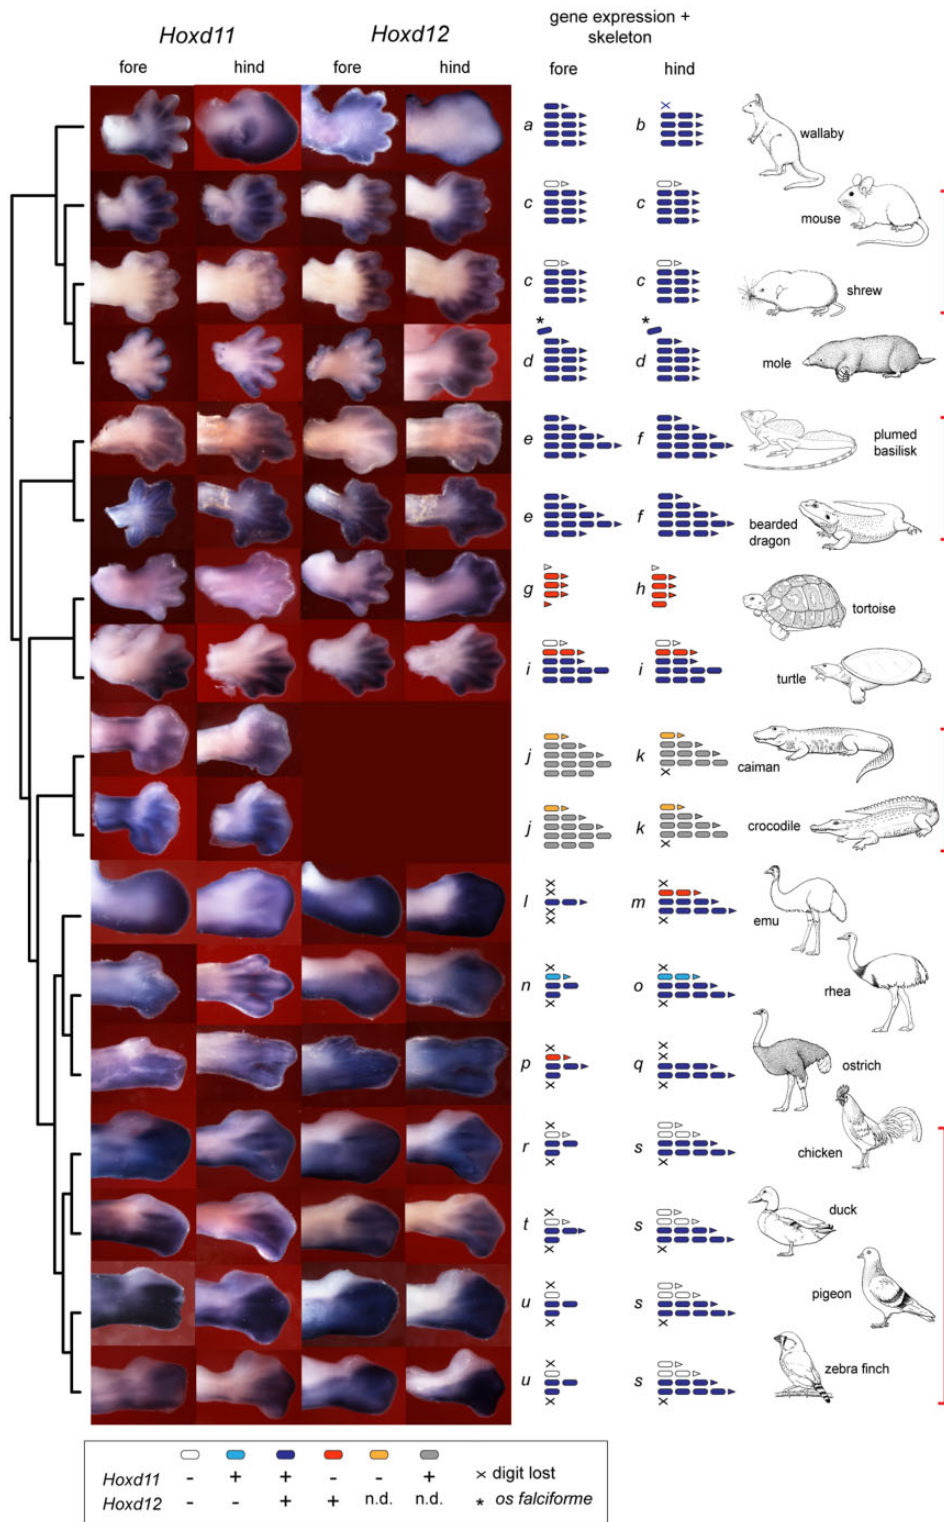 Hoxd11 Hoxd12 gene expression +
skeleton
fore hind fore hind fore hind
a b wallaby
c c mouse
c c shrew
* *
d d mole
e f plumed
basilisk
e f bearded
dragon
g h tortoise
i i turtle
j k caiman
j k crocodile
l m emu
n o rhea
p q ostrich
r s chicken
t s duck
u s pigeon
u s zebra finch
Hoxd11 - + + - - + × digit lost
Hoxd12 - - + + n.d. n.d. * os falciforme